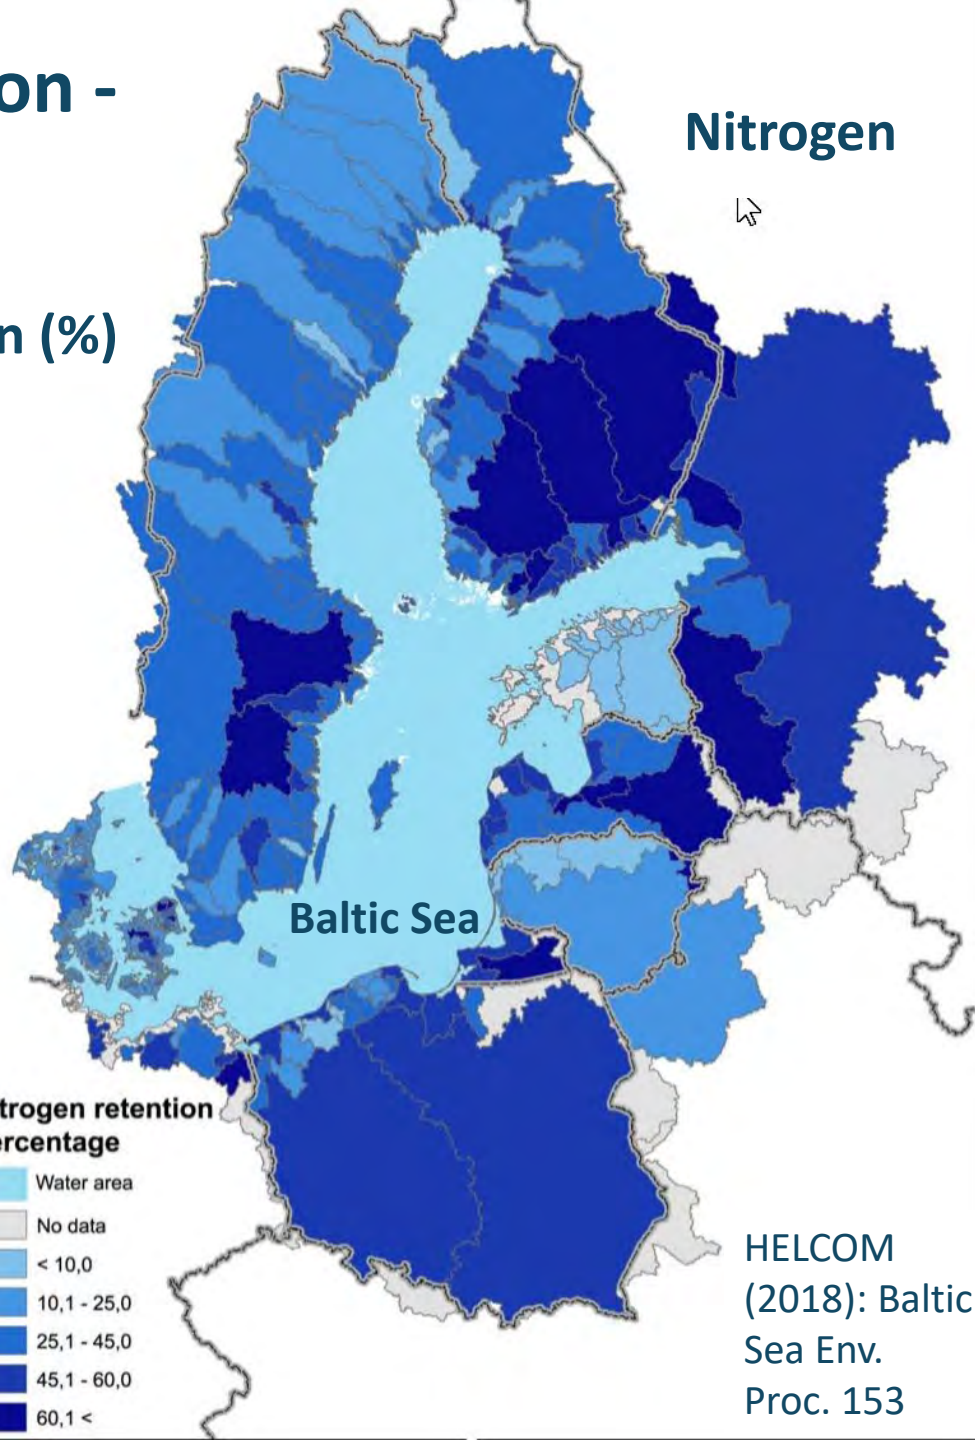 on -
Nitrogen
n (%)
Baltic Sea
trogen retention
ercentage
Water area
No data
< 10,0
10,1 - 25,0
25,1 - 45,0
45,1 - 60,0
60,1 <
HELCOM
(2018): Baltic
Sea Env.
Proc. 153